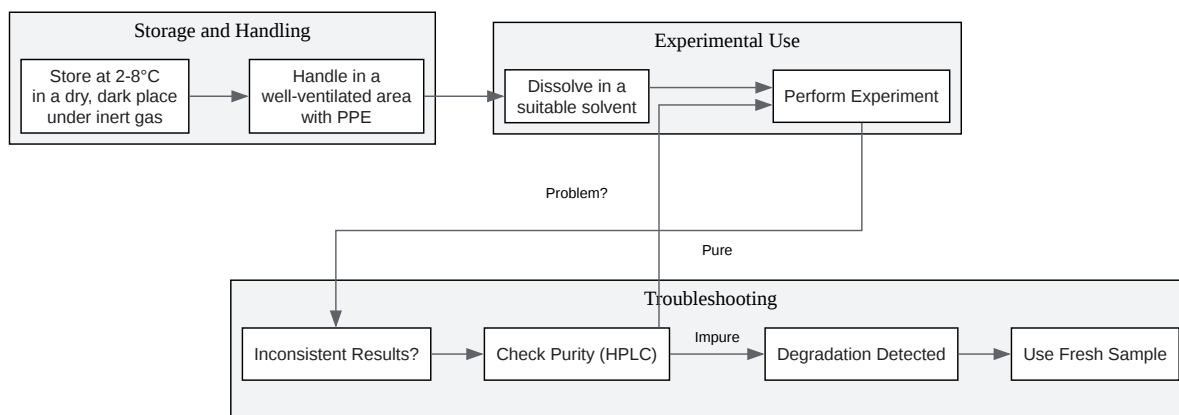 Storage and Handling
Store at 2-8°C
in a dry, dark place
under inert gas
Handle in a
well-ventilated area
with PPE
Experimental Use
Dissolve in a
suitable solvent
Perform Experiment
Problem?
Pure
Troubleshooting
Inconsistent Results?
Check Purity (HPLC)
Impure
Degradation Detected
Use Fresh Sample